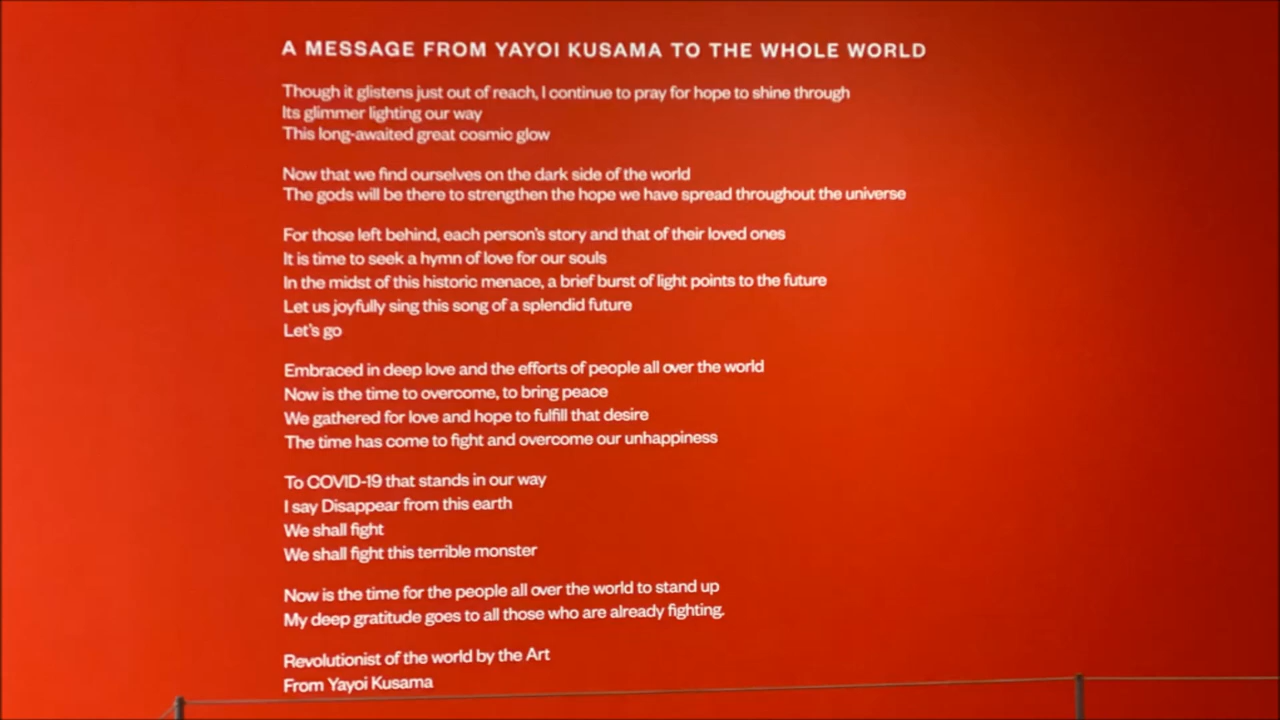 A MESSAGE FROM YAYOI KUSAMA TO THE WHOLE WORLD
Though it glistens just out of reach, I continue to pray for hope to shine through
Its glimmer lighting our way
This long-awaited great cosmic glow
Now that we find ourselves on the dark side of the world
The gods will be there to strengthen the hope we have spread throughout the universe
For those left behind, each person's story and that of their loved ones
It is time to seek a hymn of love for our souls
In the midst of this historic menace, a brief burst of light points to the future
Let us joyfully sing this song of a splendid future
Let's go
Embraced in deep love and the efforts of people all over the world
Now is the time to overcome, to bring peace
We gathered for love and hope to fulfill that desire
The time has come to fight and overcome our unhappiness
To COVID-19 that stands in our way
I say Disappear from this earth
We shall fight
We shall fight this terrible monster
Now is the time for the people all over the world to stand up
My deep gratitude goes to all those who are already fighting.
Revolutionist of the world by the Art
From Yayoi Kusama